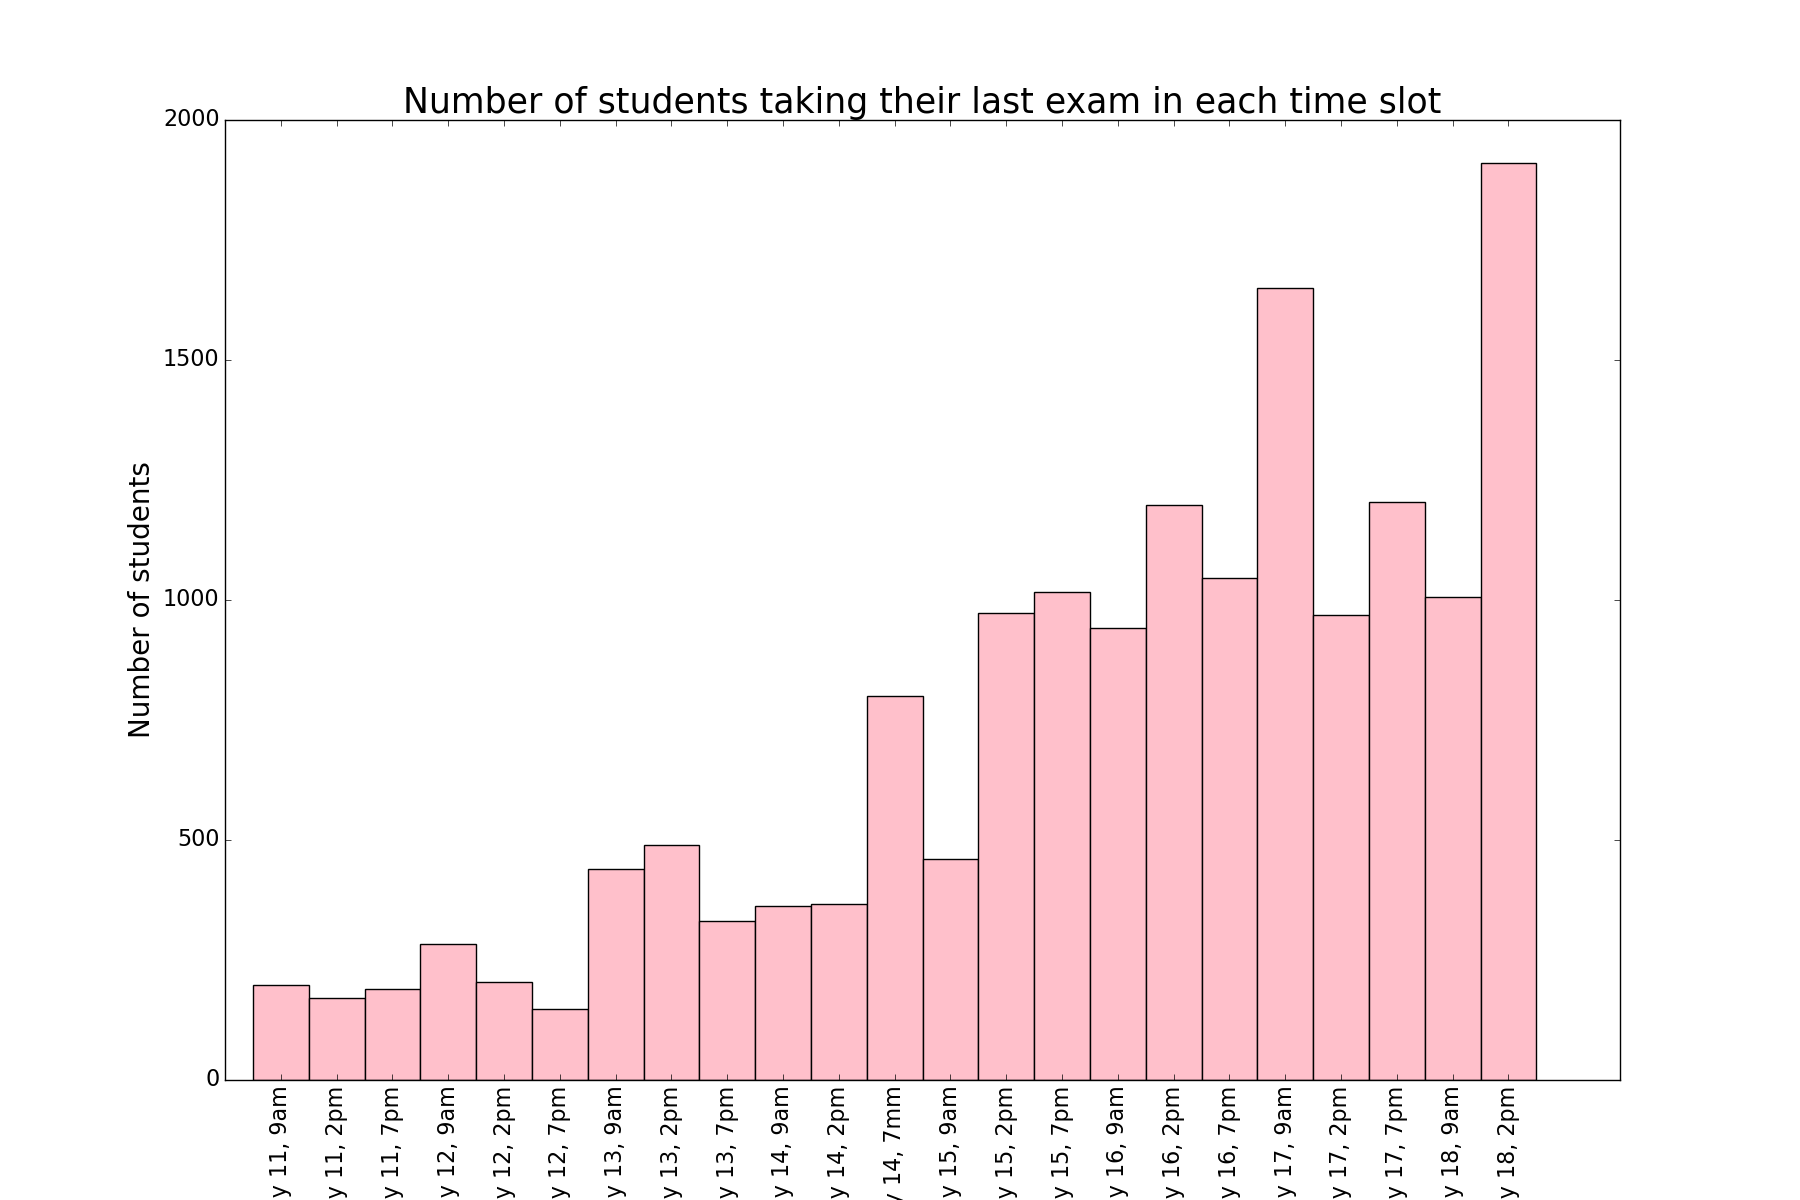 Number of students taking their last exam in each time slot
Number of students
2000
1500
1000
500
0
y 11, 9am
y 11, 2pm
y 11, 7pm
y 12, 9am
y 12, 2pm
y 12, 7pm
y 13, 9am
y 13, 2pm
y 13, 7pm
y 14, 9am
y 14, 2pm
y 14, 7mm
y 15, 9am
y 15, 2pm
y 15, 7pm
y 16, 9am
y 16, 2pm
y 16, 7pm
y 17, 9am
y 17, 2pm
y 17, 7pm
y 18, 9am
y 18, 2pm